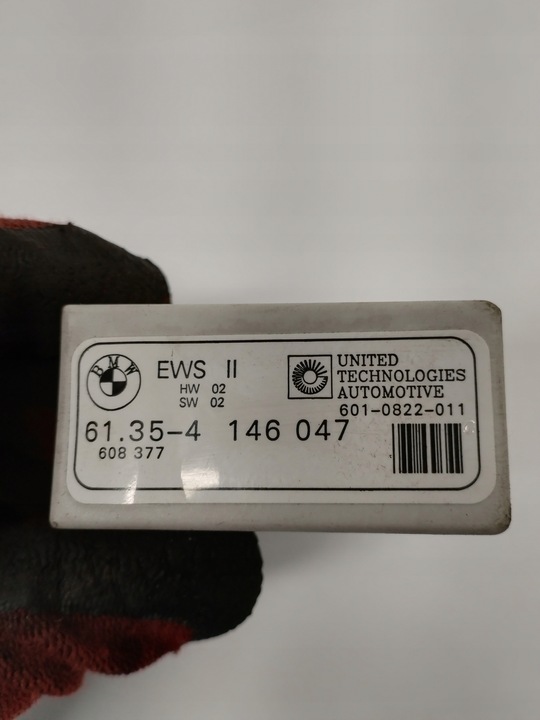 BMW
EWS II
HW 02
SW 02
UNITED
TECHNOLOGIES
AUTOMOTIVE
601-0822-011
61.35-4 146 047
608 377